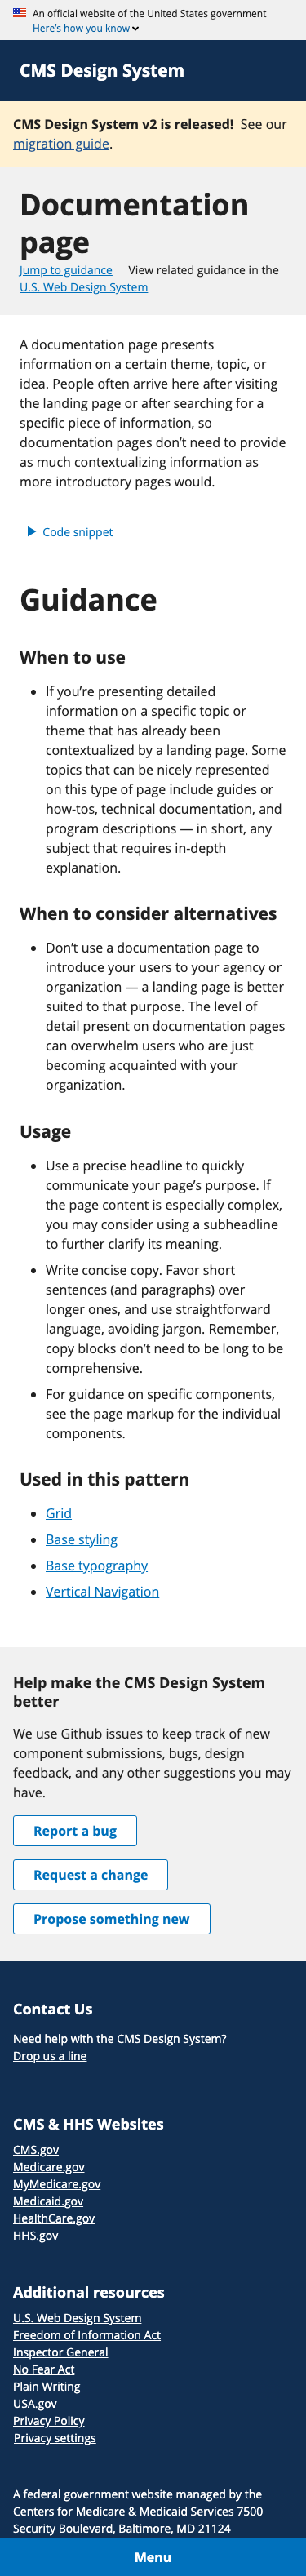 An official website of the United States government
Here’s how you know
CMS Design System
CMS Design System v2 is released! See our
migration guide.
Documentation
page
Jump to guidance View related guidance in the
U.S. Web Design System
A documentation page presents
information on a certain theme, topic, or
idea. People often arrive here after visiting
the landing page or after searching for a
specific piece of information, so
documentation pages don’t need to provide
as much contextualizing information as
more introductory pages would.
Code snippet
Guidance
When to use
• If you’re presenting detailed
information on a specific topic or
theme that has already been
contextualized by a landing page. Some
topics that can be nicely represented
on this type of page include guides or
how-tos, technical documentation, and
program descriptions — in short, any
subject that requires in-depth
explanation.
When to consider alternatives
• Don’t use a documentation page to
introduce your users to your agency or
organization — a landing page is better
suited to that purpose. The level of
detail present on documentation pages
can overwhelm users who are just
becoming acquainted with your
organization.
Usage
• Use a precise headline to quickly
communicate your page’s purpose. If
the page content is especially complex,
you may consider using a subheadline
to further clarify its meaning.
• Write concise copy. Favor short
sentences (and paragraphs) over
longer ones, and use straightforward
language, avoiding jargon. Remember,
copy blocks don’t need to be long to be
comprehensive.
• For guidance on specific components,
see the page markup for the individual
components.
Used in this pattern
• Grid
• Base styling
• Base typography
• Vertical Navigation
Help make the CMS Design System
better
We use Github issues to keep track of new
component submissions, bugs, design
feedback, and any other suggestions you may
have.
Report a bug
Request a change
Propose something new
Contact Us
Need help with the CMS Design System?
Drop us a line
CMS & HHS Websites
CMS.gov
Medicare.gov
MyMedicare.gov
Medicaid.gov
HealthCare.gov
HHS.gov
Additional resources
U.S. Web Design System
Freedom of Information Act
Inspector General
No Fear Act
Plain Writing
USA.gov
Privacy Policy
Privacy settings
A federal government website managed by the
Centers for Medicare & Medicaid Services 7500
Security Boulevard, Baltimore, MD 21124
Menu